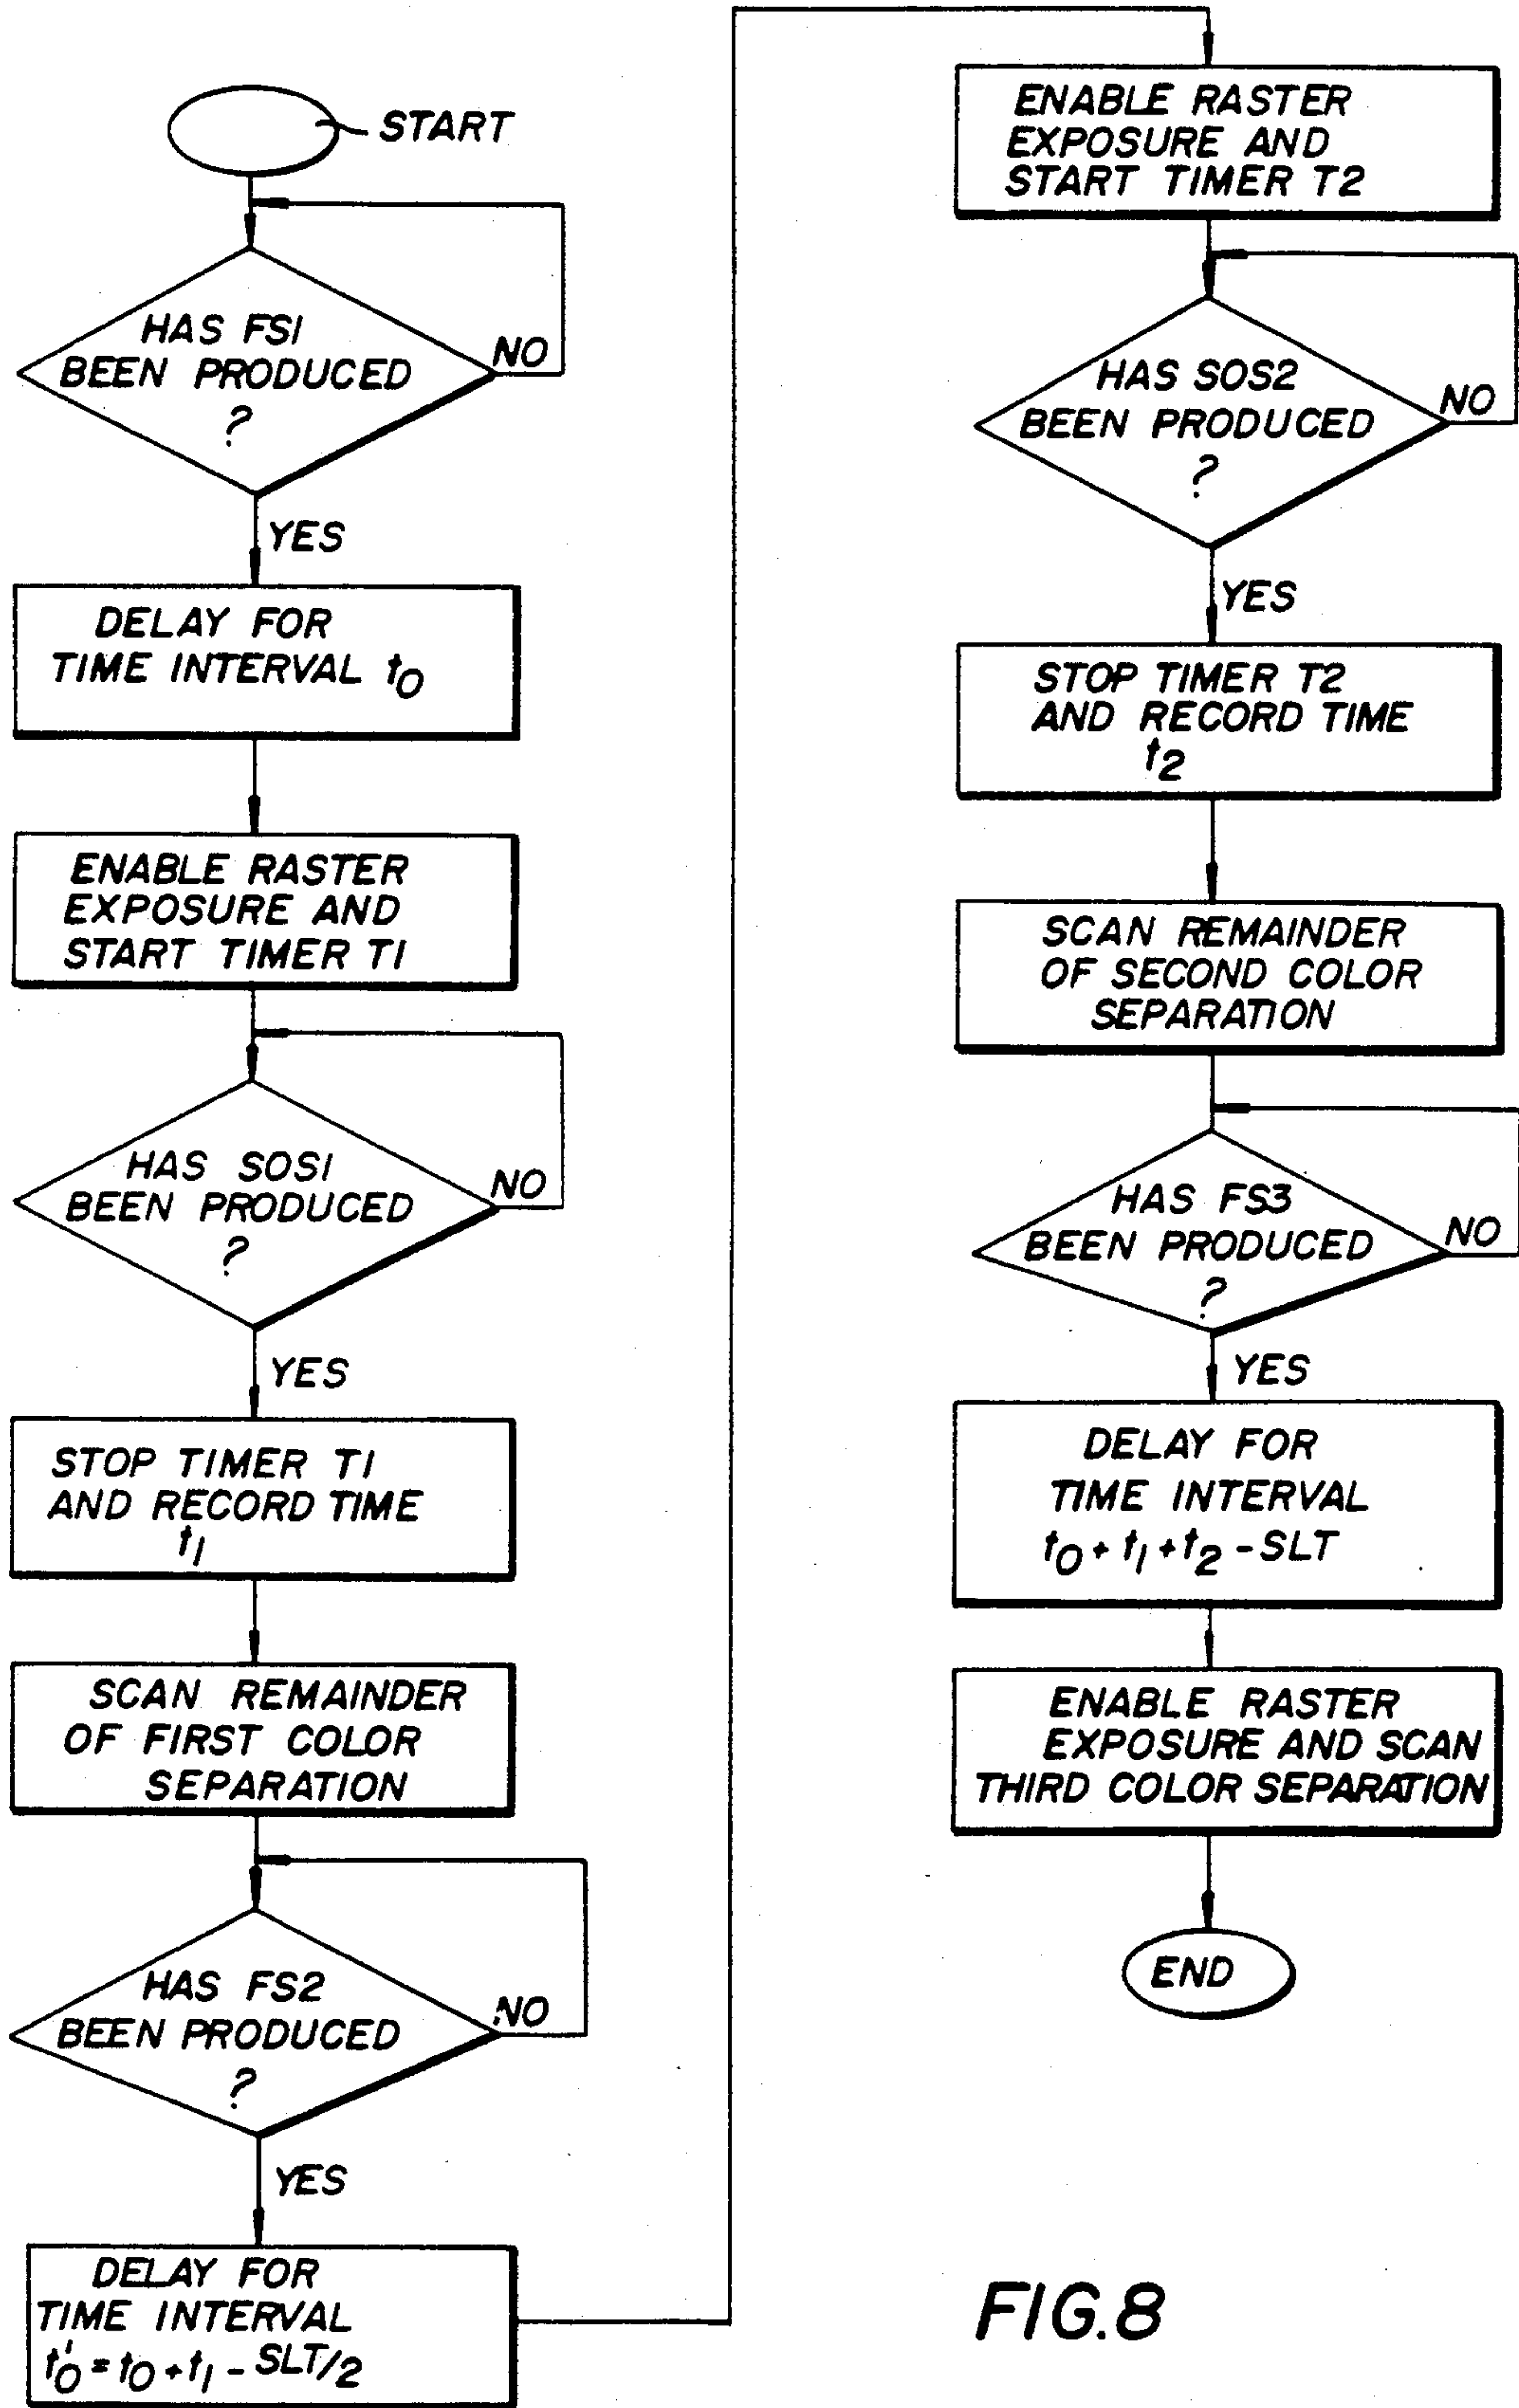 START
HAS FS1
BEEN PRODUCED
?
NO
YES
DELAY FOR
TIME INTERVAL t0
ENABLE RASTER
EXPOSURE AND
START TIMER T1
HAS SOS1
BEEN PRODUCED
?
NO
YES
STOP TIMER T1
AND RECORD TIME
t1
SCAN REMAINDER
OF FIRST COLOR
SEPARATION
HAS FS2
BEEN PRODUCED
?
NO
YES
DELAY FOR
TIME INTERVAL
t'0 = t0 + t1 - SLT/2
ENABLE RASTER
EXPOSURE AND
START TIMER T2
HAS SOS2
BEEN PRODUCED
?
NO
YES
STOP TIMER T2
AND RECORD TIME
t2
SCAN REMAINDER
OF SECOND COLOR
SEPARATION
HAS FS3
BEEN PRODUCED
?
NO
YES
DELAY FOR
TIME INTERVAL
t0 + t1 + t2 - SLT
ENABLE RASTER
EXPOSURE AND SCAN
THIRD COLOR SEPARATION
END
FIG.8